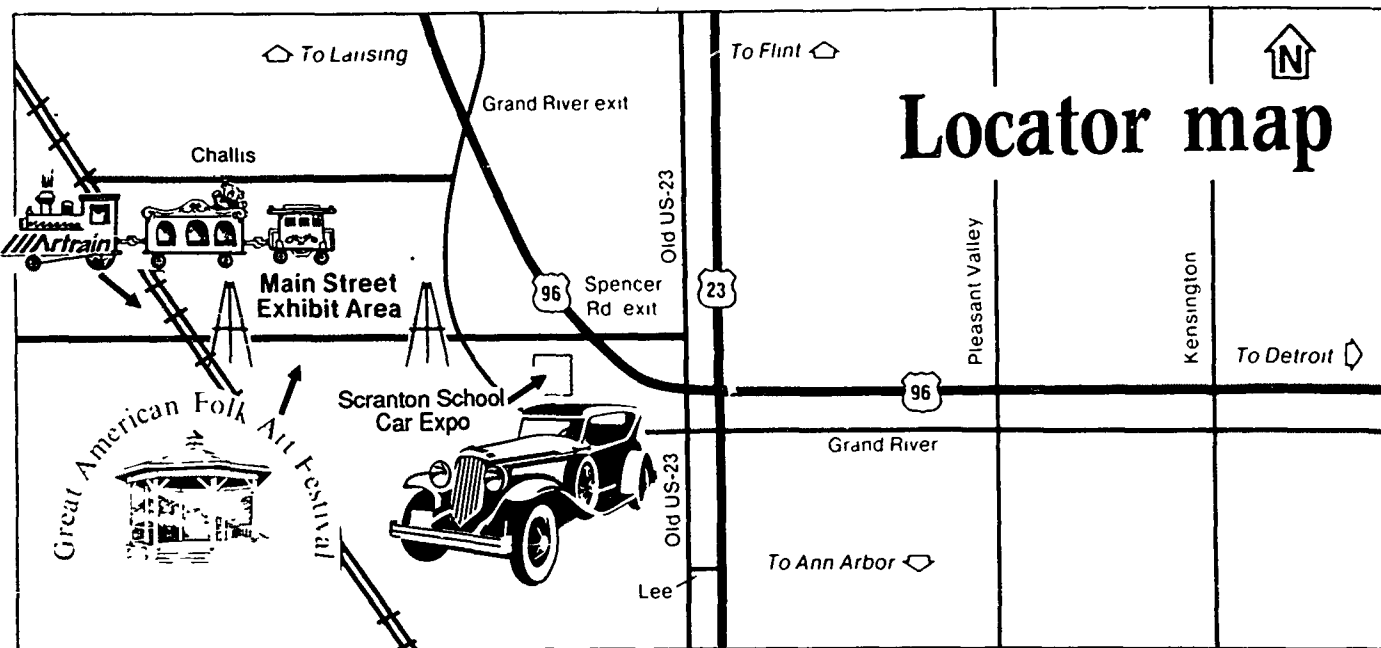 To Lansing
To Flint
N
Locator map
Grand River exit
Challis
Old US-23
Artrain
Main Street
Exhibit Area
96
Spencer
Rd exit
23
Pleasant Valley
Kensington
To Detroit
96
Scranton School
Car Expo
Great American Folk Art Festival
Grand River
Old US-23
To Ann Arbor
Lee